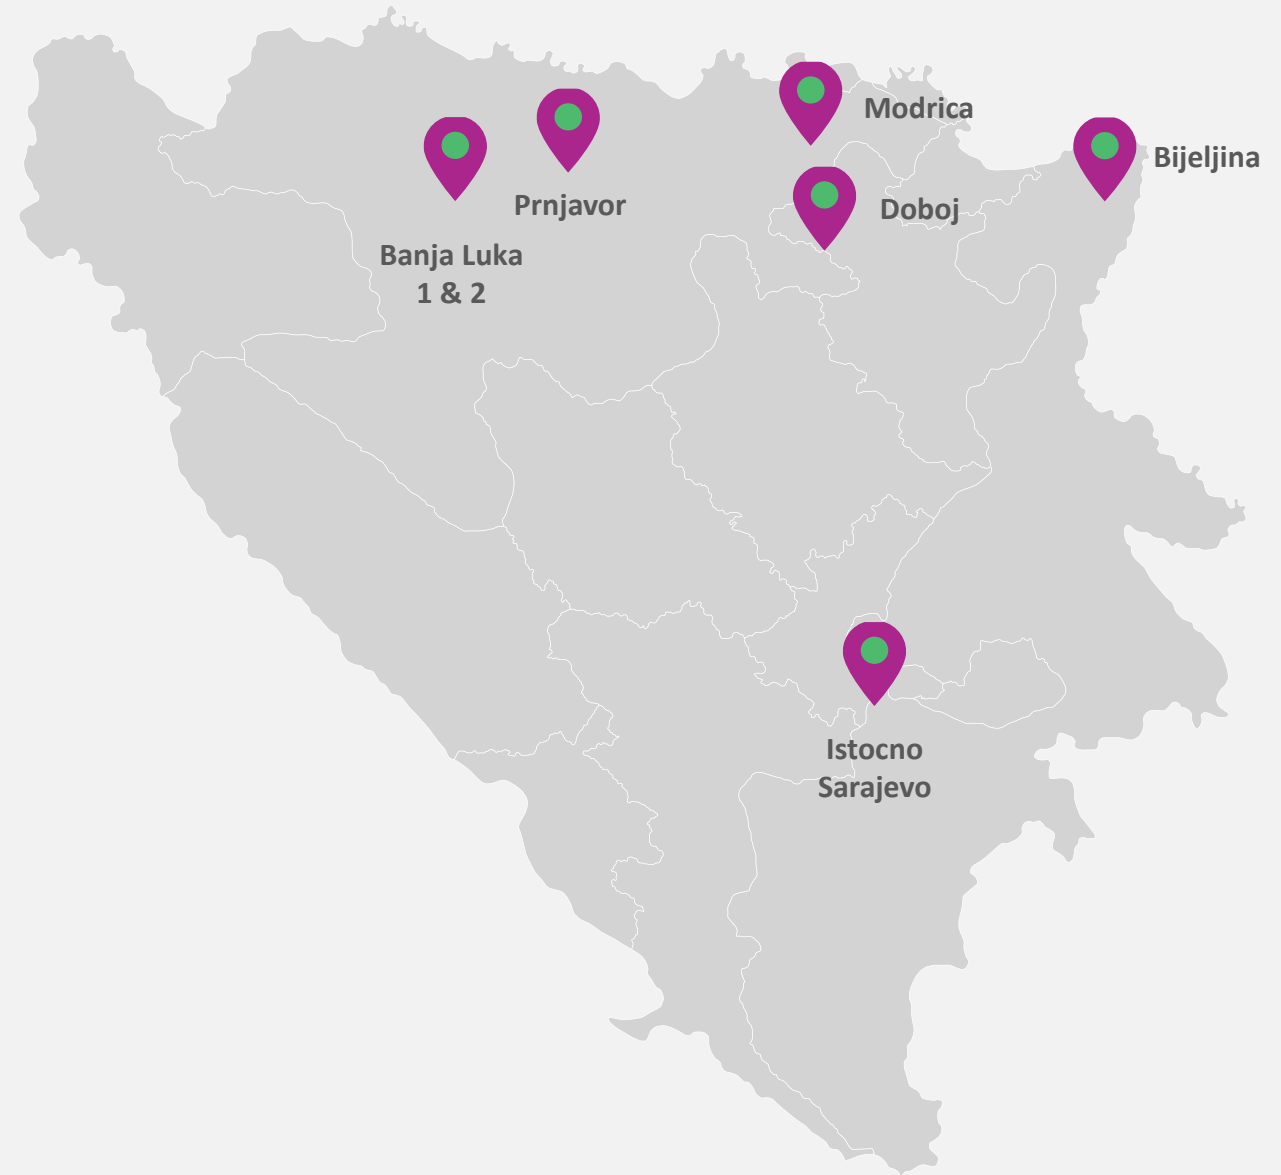 Modrica
Bijeljina
Prnjavor
Doboj
Banja Luka
1 & 2
Istocno
Sarajevo